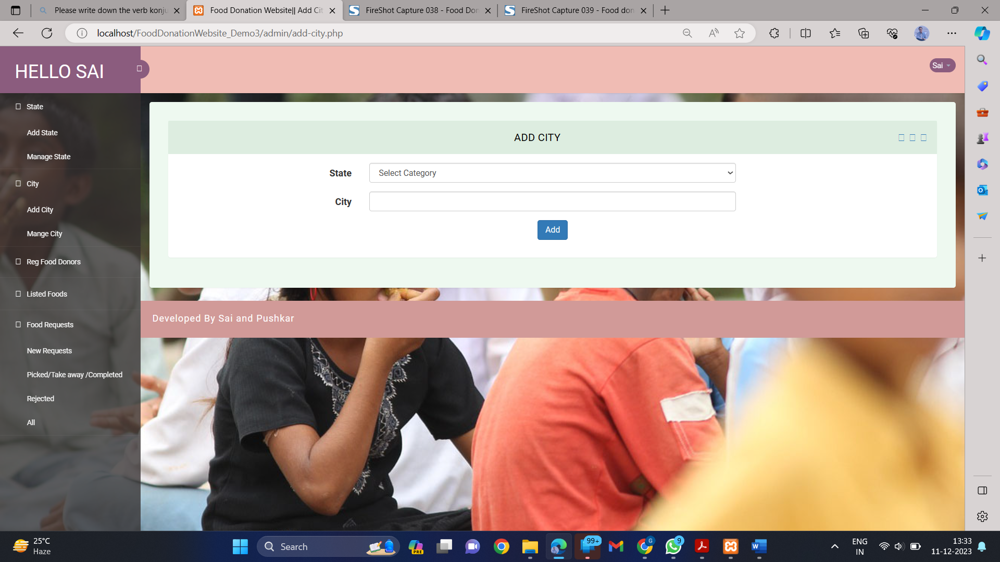 Please write down the verb konju
Food Donation Website|| Add Cit
FireShot Capture 038 - Food Don
FireShot Capture 039 - Food don
localhost/FoodDonationWebsite_Demo3/admin/add-city.php
HELLO SAI
Sai
State
Add State
Manage State
City
Add City
Mange City
Reg Food Donors
Listed Foods
Food Requests
New Requests
Picked/Take away /Completed
Rejected
All
ADD CITY
State
Select Category
City
Add
Developed By Sai and Pushkar
25°C
Haze
Search
PRE
99+
G
9
ENG
IN
13:33
11-12-2023